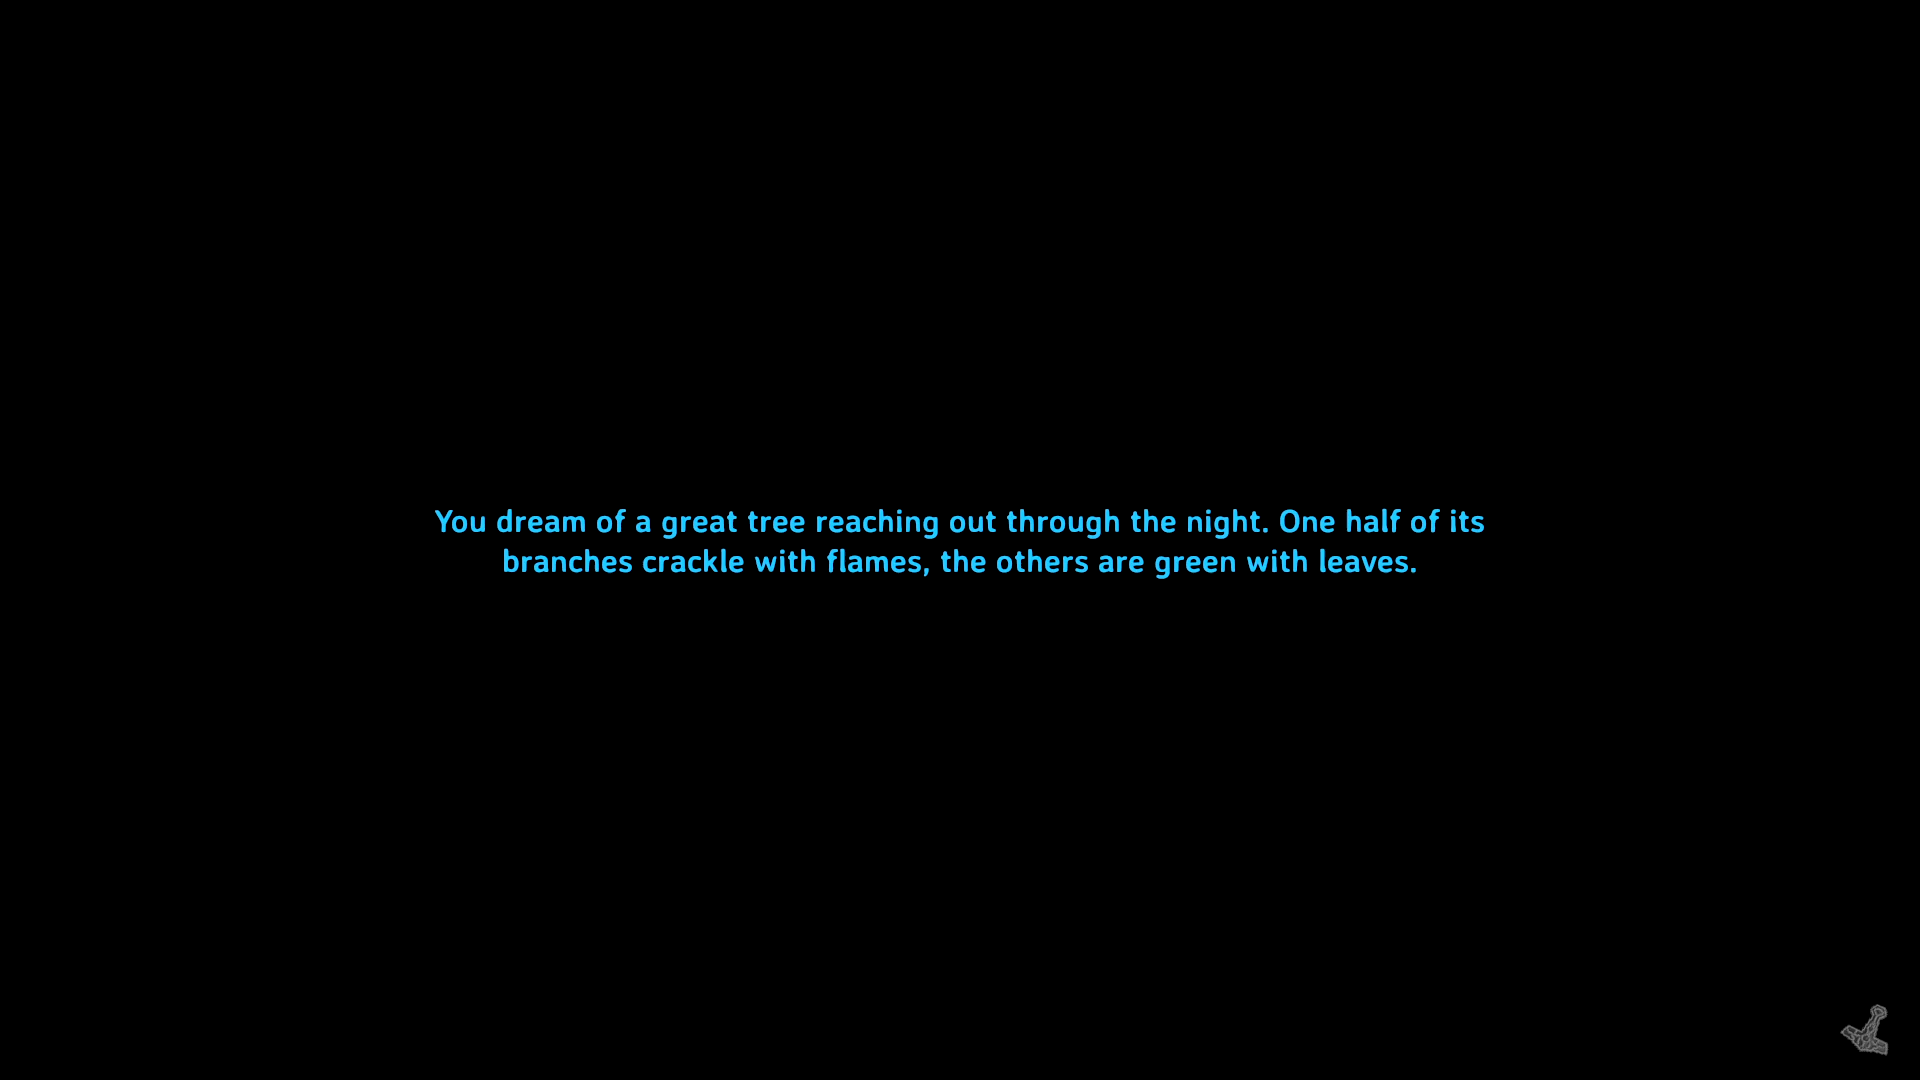 You dream of a great tree reaching out through the night. One half of its
branches crackle with flames, the others are green with leaves.